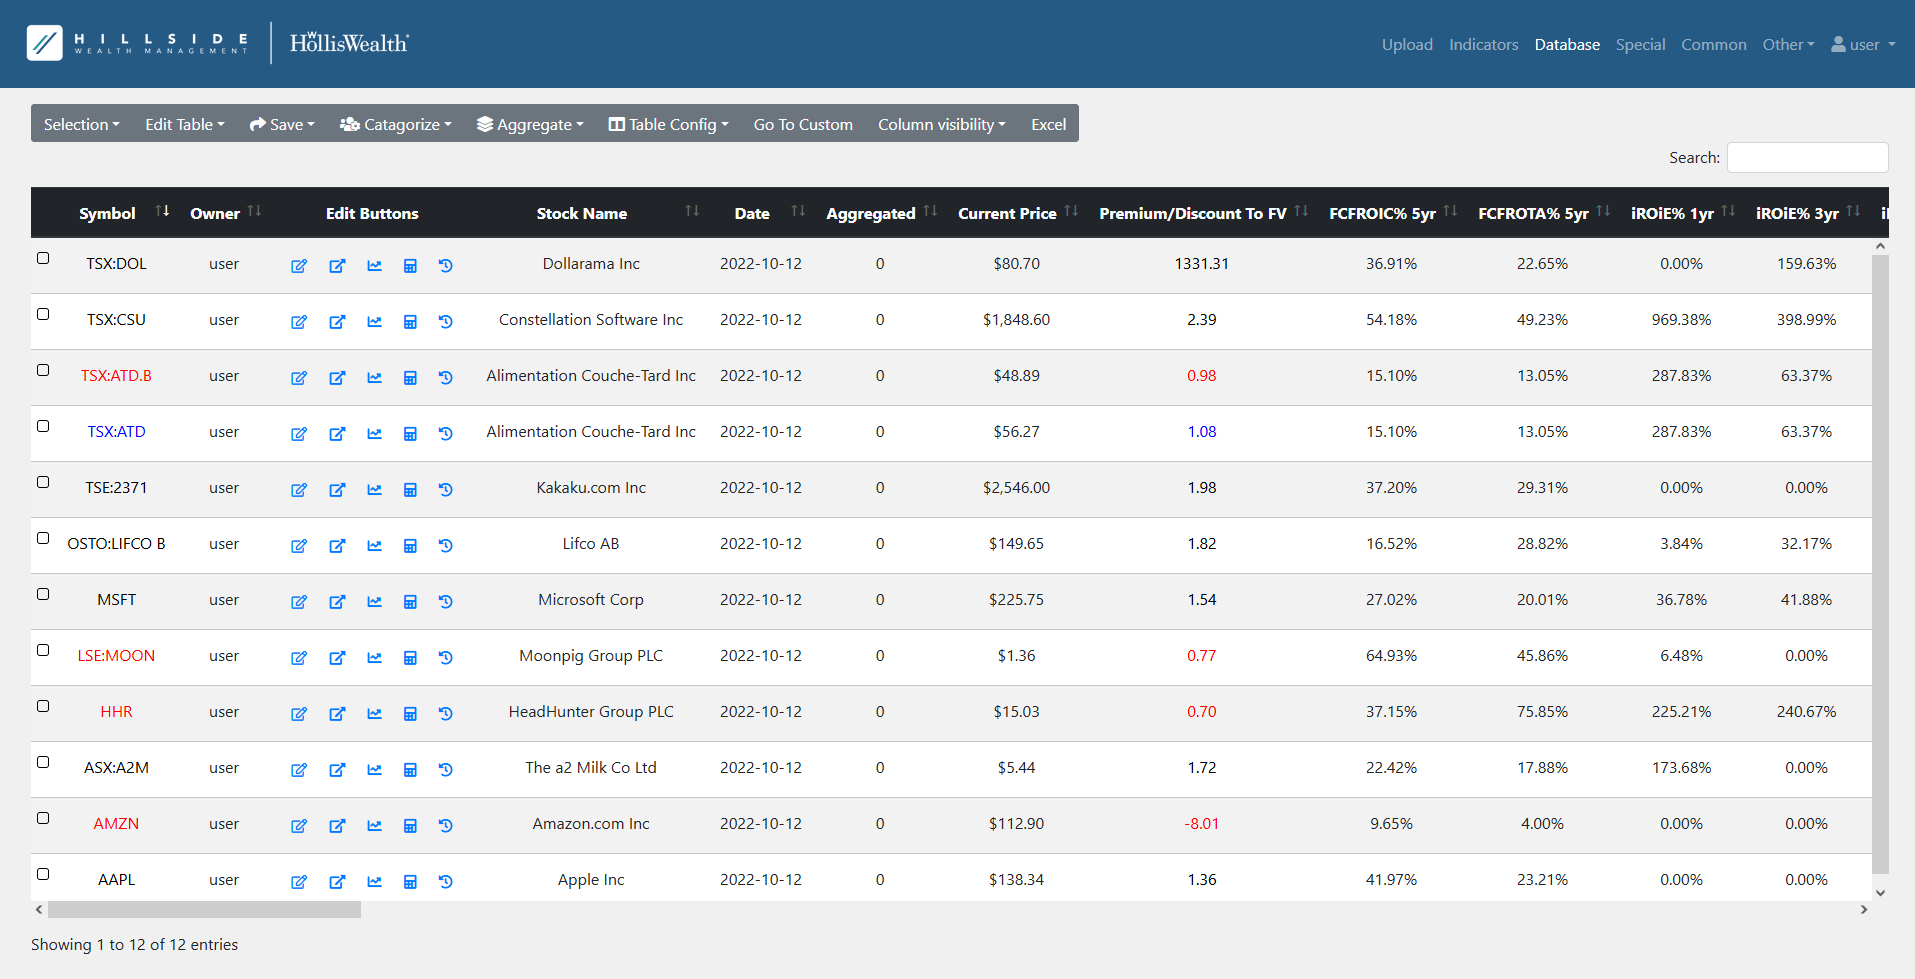 HILLSIDE
WEALTH MANAGEMENT
HollisWealth
Upload Indicators Database Special Common Other user
Selection Edit Table Save Catagorize Aggregate Table Config Go To Custom Column visibility Excel
Search:
Symbol Owner Edit Buttons Stock Name Date Aggregated Current Price Premium/Discount To FV FCFROIC% 5yr FCFROTA% 5yr iROiE% 1yr iROiE% 3yr
TSX:DOL user Dollarama Inc 2022-10-12 0 $80.70 1331.31 36.91% 22.65% 0.00% 159.63%
TSX:CSU user Constellation Software Inc 2022-10-12 0 $1,848.60 2.39 54.18% 49.23% 969.38% 398.99%
TSX:ATD.B user Alimentation Couche-Tard Inc 2022-10-12 0 $48.89 0.98 15.10% 13.05% 287.83% 63.37%
TSX:ATD user Alimentation Couche-Tard Inc 2022-10-12 0 $56.27 1.08 15.10% 13.05% 287.83% 63.37%
TSE:2371 user Kakaku.com Inc 2022-10-12 0 $2,546.00 1.98 37.20% 29.31% 0.00% 0.00%
OSTO:LIFCO B user Lifco AB 2022-10-12 0 $149.65 1.82 16.52% 28.82% 3.84% 32.17%
MSFT user Microsoft Corp 2022-10-12 0 $225.75 1.54 27.02% 20.01% 36.78% 41.88%
LSE:MOON user Moonpig Group PLC 2022-10-12 0 $1.36 0.77 64.93% 45.86% 6.48% 0.00%
HHR user HeadHunter Group PLC 2022-10-12 0 $15.03 0.70 37.15% 75.85% 225.21% 240.67%
ASX:A2M user The a2 Milk Co Ltd 2022-10-12 0 $5.44 1.72 22.42% 17.88% 173.68% 0.00%
AMZN user Amazon.com Inc 2022-10-12 0 $112.90 -8.01 9.65% 4.00% 0.00% 0.00%
AAPL user Apple Inc 2022-10-12 0 $138.34 1.36 41.97% 23.21% 0.00% 0.00%
Showing 1 to 12 of 12 entries